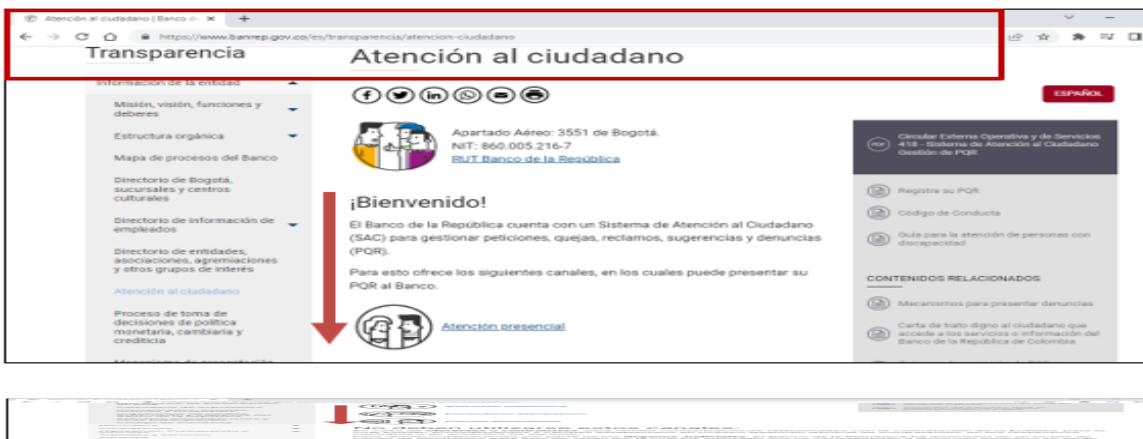 Atención al ciudadano | Banco d
https://www.banrep.gov.co/es/transparencia/atencion-ciudadano
Transparencia
Información de la entidad
Misión, visión, funciones y
deberes
Estructura orgánica
Mapa de procesos del Banco
Directorio de Bogotá,
sucursales y centros
culturales
Directorio de información de
empleados
Directorio de entidades,
asociaciones, agremiaciones
y otros grupos de interés
Atención al ciudadano
Proceso de toma de
decisiones de política
monetaria, cambiaria y
crediticia
Atención al ciudadano
Apartado Aéreo: 3551 de Bogotá.
NIT: 860.005.216-7
RUT Banco de la República
¡Bienvenido!
El Banco de la República cuenta con un Sistema de Atención al Ciudadano
(SAC) para gestionar peticiones, quejas, reclamos, sugerencias y denuncias
(PQR).
Para esto ofrece los siguientes canales, en los cuales puede presentar su
PQR al Banco.
Atención presencial
ESPAÑOL
PDF
Circular Externa Operativa y de Servicios
418 - Sistema de Atención al Ciudadano
Gestión de PQR
Registre su PQR
Código de Conducta
Guía para la atención de personas con
discapacidad
CONTENIDOS RELACIONADOS
Mecanismos para presentar denuncias
Carta de trato digno al ciudadano que
accede a los servicios o información del
Banco de la República de Colombia
No deben utilizarse estos canales: